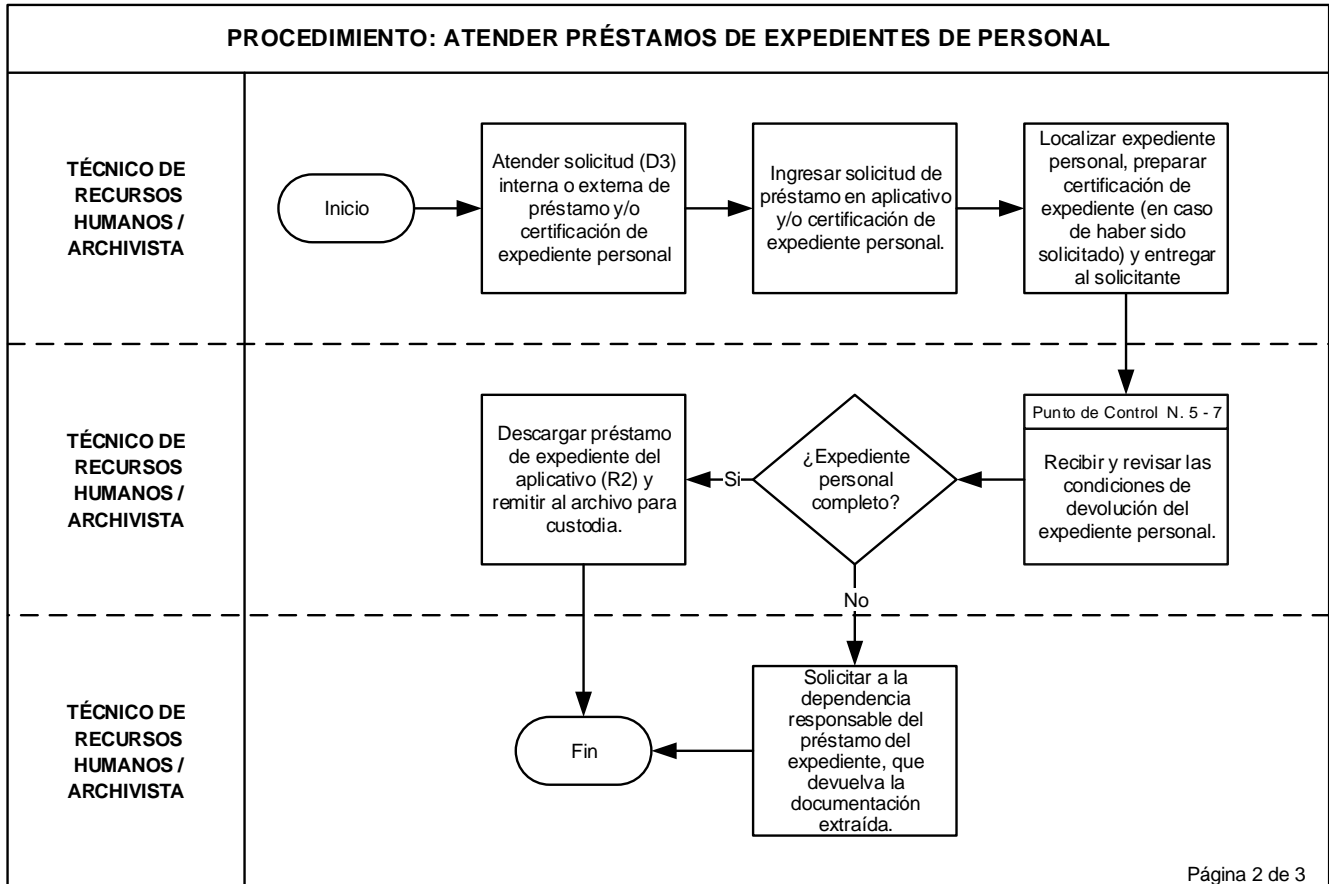 PROCEDIMIENTO: ATENDER PRÉSTAMOS DE EXPEDIENTES DE PERSONAL
TÉCNICO DE
RECURSOS
HUMANOS /
ARCHIVISTA
Inicio
Atender solicitud (D3)
interna o externa de
préstamo y/o
certificación de
expediente personal
Ingresar solicitud de
préstamo en aplicativo
y/o certificación de
expediente personal.
Localizar expediente
personal, preparar
certificación de
expediente (en caso
de haber sido
solicitado) y entregar
al solicitante
TÉCNICO DE
RECURSOS
HUMANOS /
ARCHIVISTA
Punto de Control N. 5 - 7
Recibir y revisar las
condiciones de
devolución del
expediente personal.
¿Expediente
personal
completo?
Si
Descargar préstamo
de expediente del
aplicativo (R2) y
remitir al archivo para
custodia.
No
TÉCNICO DE
RECURSOS
HUMANOS /
ARCHIVISTA
Solicitar a la
dependencia
responsable del
préstamo del
expediente, que
devuelva la
documentación
extraída.
Fin
Página 2 de 3